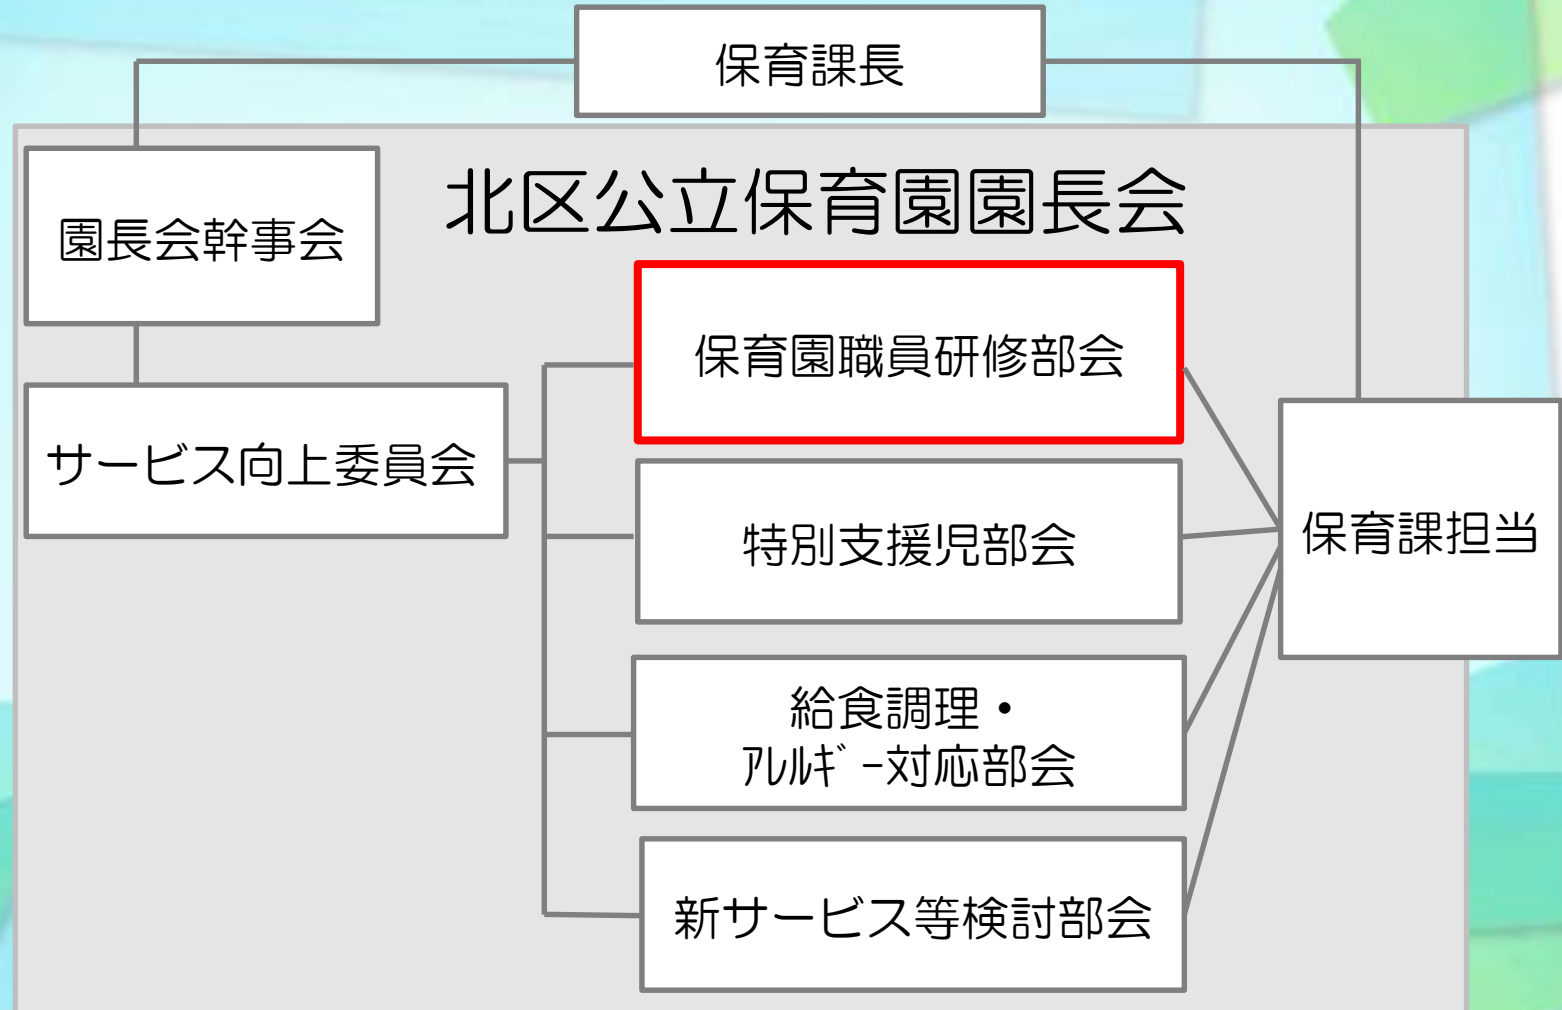 保育課長
北区公立保育園園長会
園長会幹事会
保育園職員研修部会
サービス向上委員会
特別支援児部会
保育課担当
給食調理・
ｱﾚﾙｷﾞｰ対応部会
新サービス等検討部会